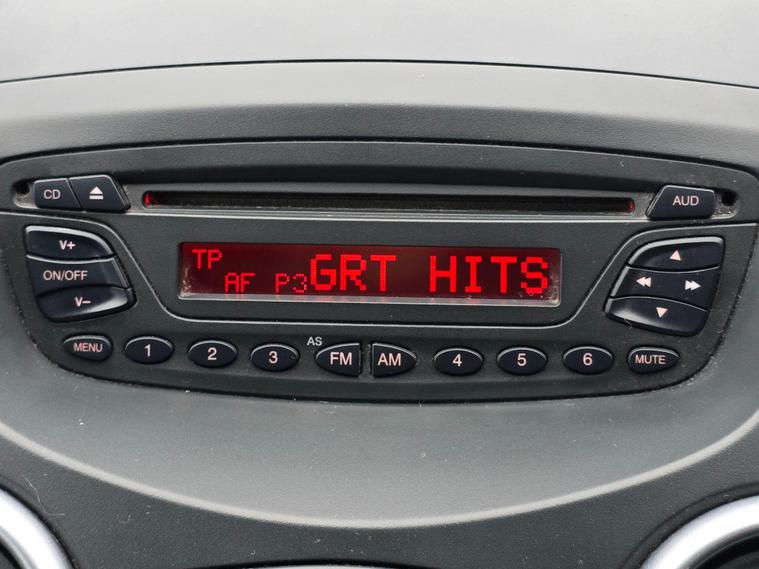 CD
AUD
V+
ON/OFF
V–
TP
AF P3 GRT HITS
MENU
1
2
3
AS
FM
AM
4
5
6
MUTE